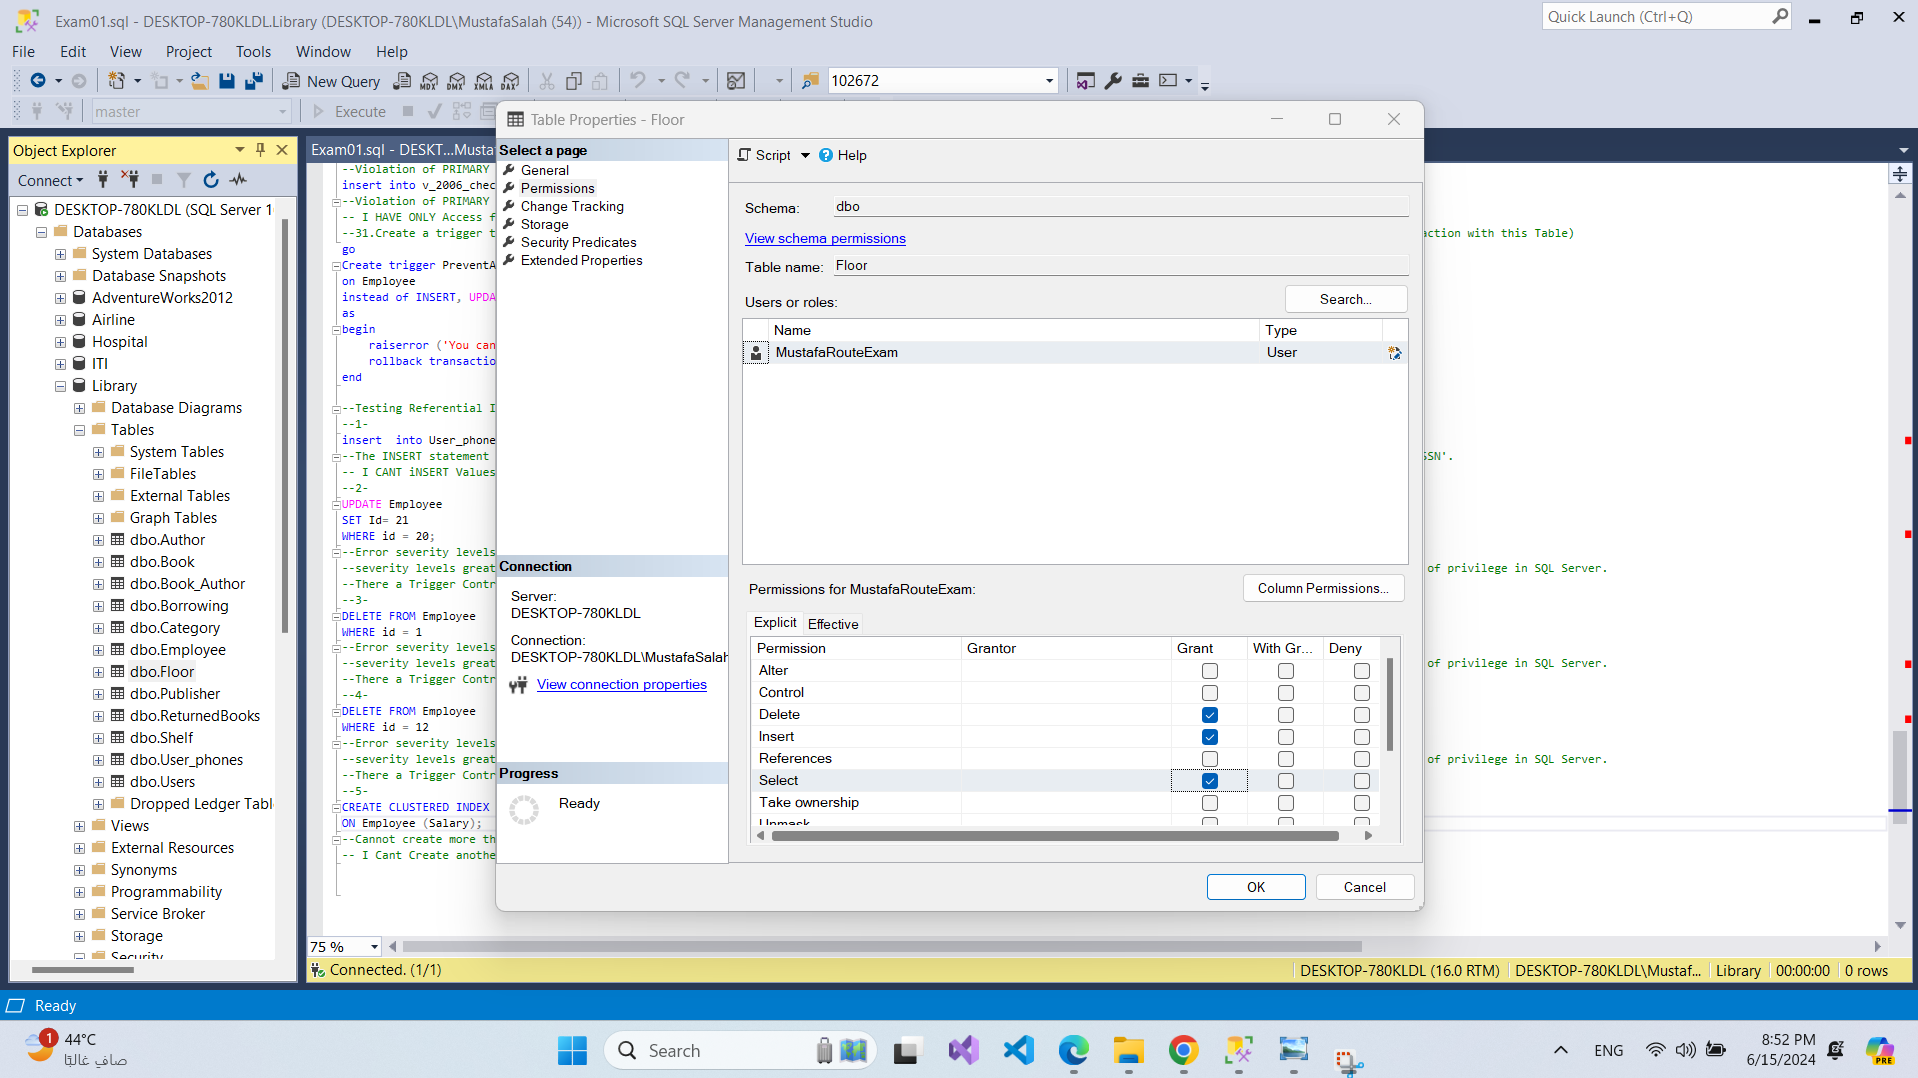 Exam01.sql - DESKTOP-780KLDL.Library (DESKTOP-780KLDL\MustafaSalah (54)) - Microsoft SQL Server Management Studio
Quick Launch (Ctrl+Q)
File Edit View Project Tools Window Help
New Query
MDX DMX XMLA DAX
102672
master
Execute
Object Explorer
Connect
DESKTOP-780KLDL (SQL Server 1
Databases
System Databases
Database Snapshots
AdventureWorks2012
Airline
Hospital
ITI
Library
Database Diagrams
Tables
System Tables
FileTables
External Tables
Graph Tables
dbo.Author
dbo.Book
dbo.Book_Author
dbo.Borrowing
dbo.Category
dbo.Employee
dbo.Floor
dbo.Publisher
dbo.ReturnedBooks
dbo.Shelf
dbo.User_phones
dbo.Users
Dropped Ledger Tabl
Views
External Resources
Synonyms
Programmability
Service Broker
Storage
Security
Exam01.sql - DESKT...Musta
--Violation of PRIMARY
insert into v_2006_chec
--Violation of PRIMARY
-- I HAVE ONLY Access f
--31.Create a trigger t
action with this Table)
go
Create trigger PreventA
on Employee
instead of INSERT, UPDA
as
begin
raiserror ('You can
rollback transactio
end
--Testing Referential I
--1-
insert  into User_phone
--The INSERT statement
SSN'.
-- I CANT iNSERT Values
--2-
UPDATE Employee
SET Id= 21
WHERE id = 20;
--Error severity levels
--severity levels great
of privilege in SQL Server.
--There a Trigger Contr
--3-
DELETE FROM Employee
WHERE id = 1
--Error severity levels
--severity levels great
of privilege in SQL Server.
--There a Trigger Contr
--4-
DELETE FROM Employee
WHERE id = 12
--Error severity levels
--severity levels great
of privilege in SQL Server.
--There a Trigger Contr
--5-
CREATE CLUSTERED INDEX
ON Employee (Salary);
--Cannot create more th
-- I Cant Create anothe
75 %
Connected. (1/1)
DESKTOP-780KLDL (16.0 RTM) DESKTOP-780KLDL\Mustaf... Library 00:00:00 0 rows
Table Properties - Floor
Select a page
General
Permissions
Change Tracking
Storage
Security Predicates
Extended Properties
Connection
Server:
DESKTOP-780KLDL
Connection:
DESKTOP-780KLDL\MustafaSalah
View connection properties
Progress
Ready
Script Help
Schema: dbo
View schema permissions
Table name: Floor
Users or roles: Search...
Name Type
MustafaRouteExam User
Permissions for MustafaRouteExam: Column Permissions...
Explicit Effective
Permission Grantor Grant With Gr... Deny
Alter
Control
Delete
Insert
References
Select
Take ownership
Unmask
OK Cancel
Ready
1
44°C
صافٍ غالبًا
Search
PRE
ENG
8:52 PM
6/15/2024